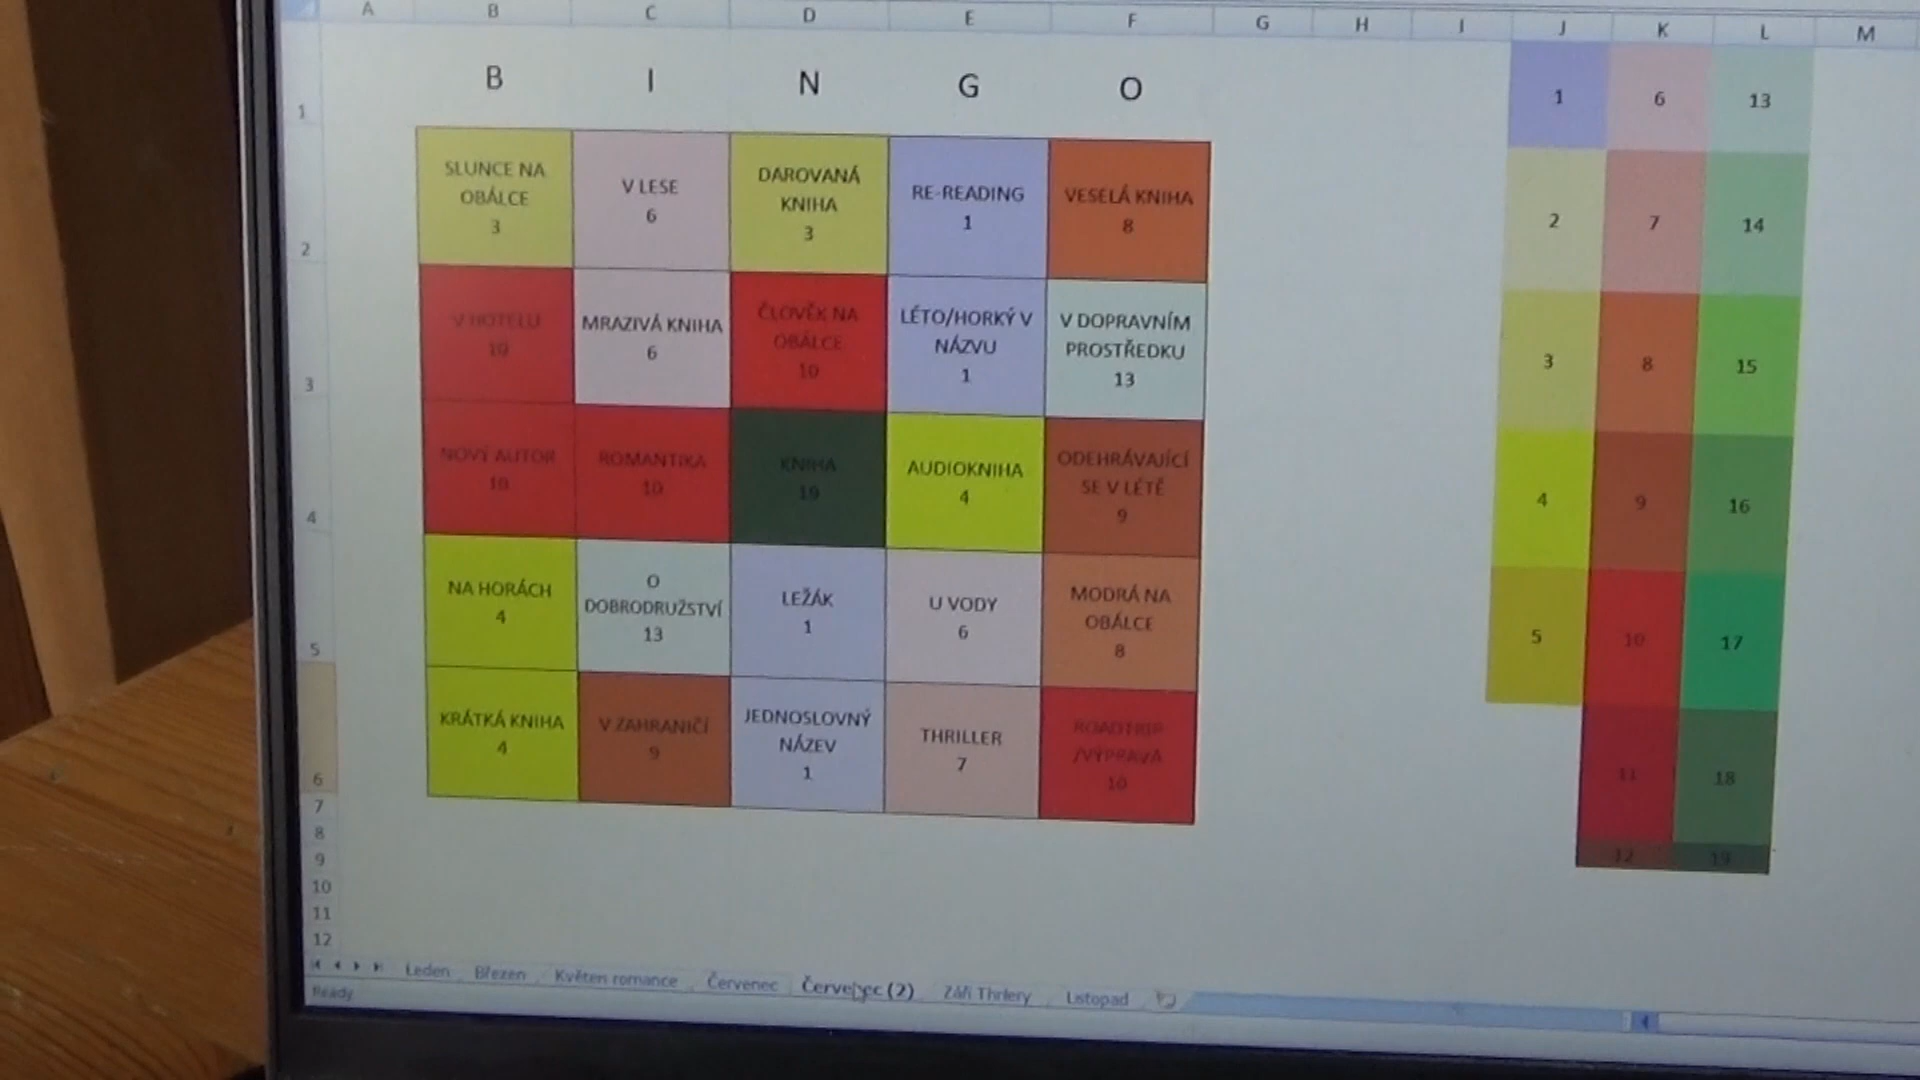 A B C D E F G H I J K L M
B I N G O
1
2
3
4
5
6
7
8
9
10
11
12
SLUNCE NA
OBÁLCE
3
V LESE
6
DAROVANÁ
KNIHA
3
RE-READING
1
VESELÁ KNIHA
8
V HOTELU
10
MRAZIVÁ KNIHA
6
ČLOVĚK NA
OBÁLCE
10
LÉTO/HORKÝ V
NÁZVU
1
V DOPRAVNÍM
PROSTŘEDKU
13
NOVÝ AUTOR
10
ROMANTIKA
10
KNIHA
19
AUDIOKNIHA
4
ODEHRÁVAJÍCÍ
SE V LÉTĚ
9
NA HORÁCH
4
O
DOBRODRUŽSTVÍ
13
LEŽÁK
1
U VODY
6
MODRÁ NA
OBÁLCE
8
KRÁTKÁ KNIHA
4
V ZAHRANIČÍ
9
JEDNOSLOVNÝ
NÁZEV
1
THRILLER
7
ROADTRIP
/VÝPRAVA
10
1 6 13
2 7 14
3 8 15
4 9 16
5 10 17
11 18
12 19
Leden Březen Květen romance Červenec Červenec (2) Září Thrlery Listopad
Ready